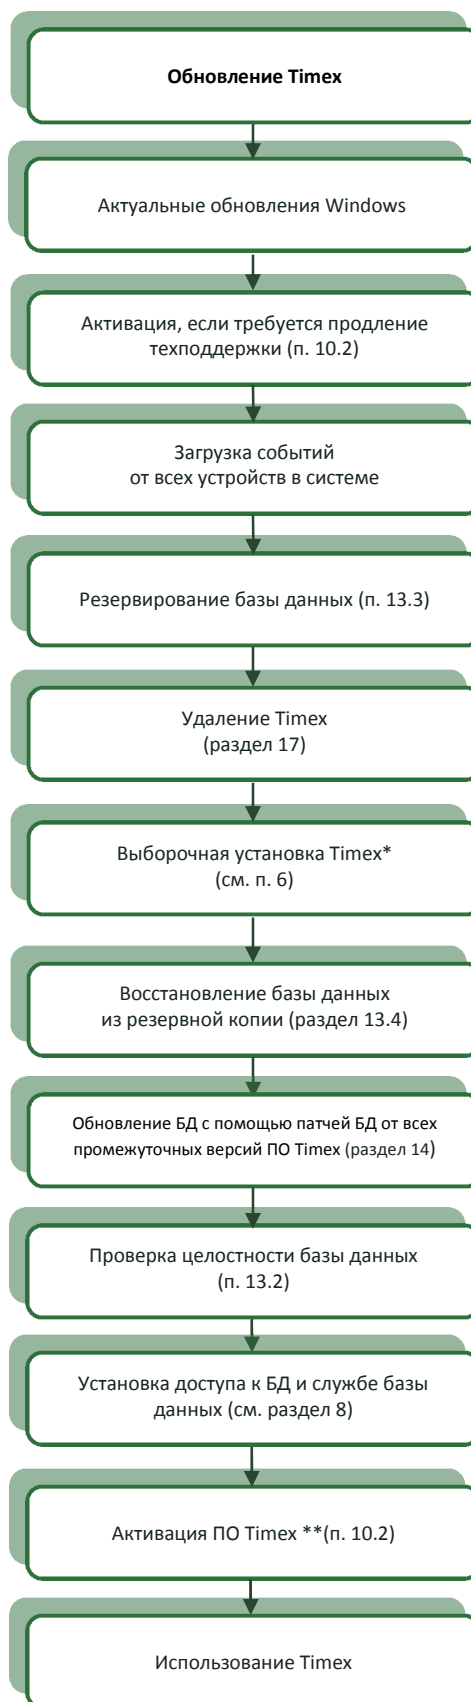 Обновление Timex
Актуальные обновления Windows
Активация, если требуется продление
техподдержки (п. 10.2)
Загрузка событий
от всех устройств в системе
Резервирование базы данных (п. 13.3)
Удаление Timex
(раздел 17)
Выборочная установка Timex*
(см. п. 6)
Восстановление базы данных
из резервной копии (раздел 13.4)
Обновление БД с помощью патчей БД от всех
промежуточных версий ПО Timex (раздел 14)
Проверка целостности базы данных
(п. 13.2)
Установка доступа к БД и службе базы
данных (см. раздел 8)
Активация ПО Timex **(п. 10.2)
Использование Timex